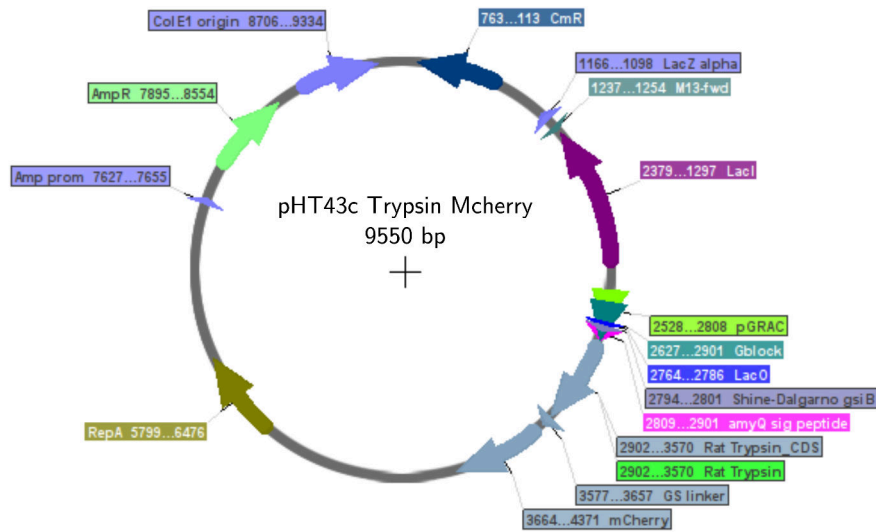 ColE1 origin 8706...9334
763...113 CmR
1166...1098 LacZ alpha
1237...1254 M13-fwd
AmpR 7895...8554
2379...1297 LacI
Amp prom 7627...7655
pHT43c Trypsin Mcherry
9550 bp
2528...2808 pGRAC
2627...2901 Gblock
2764...2786 LacO
2794...2801 Shine-Dalgarno gsiB
2809...2901 amyQ sig peptide
RepA 5799...6476
2902...3570 Rat Trypsin_CDS
2902...3570 Rat Trypsin
3577...3657 GS linker
3664...4371 mCherry